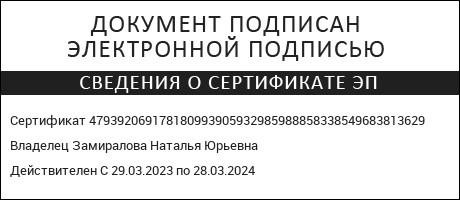 ДОКУМЕНТ ПОДПИСАН
ЭЛЕКТРОННОЙ ПОДПИСЬЮ
СВЕДЕНИЯ О СЕРТИФИКАТЕ ЭП
Сертификат 479392069178180993905932985988858338549683813629
Владелец Замиралова Наталья Юрьевна
Действителен С 29.03.2023 по 28.03.2024